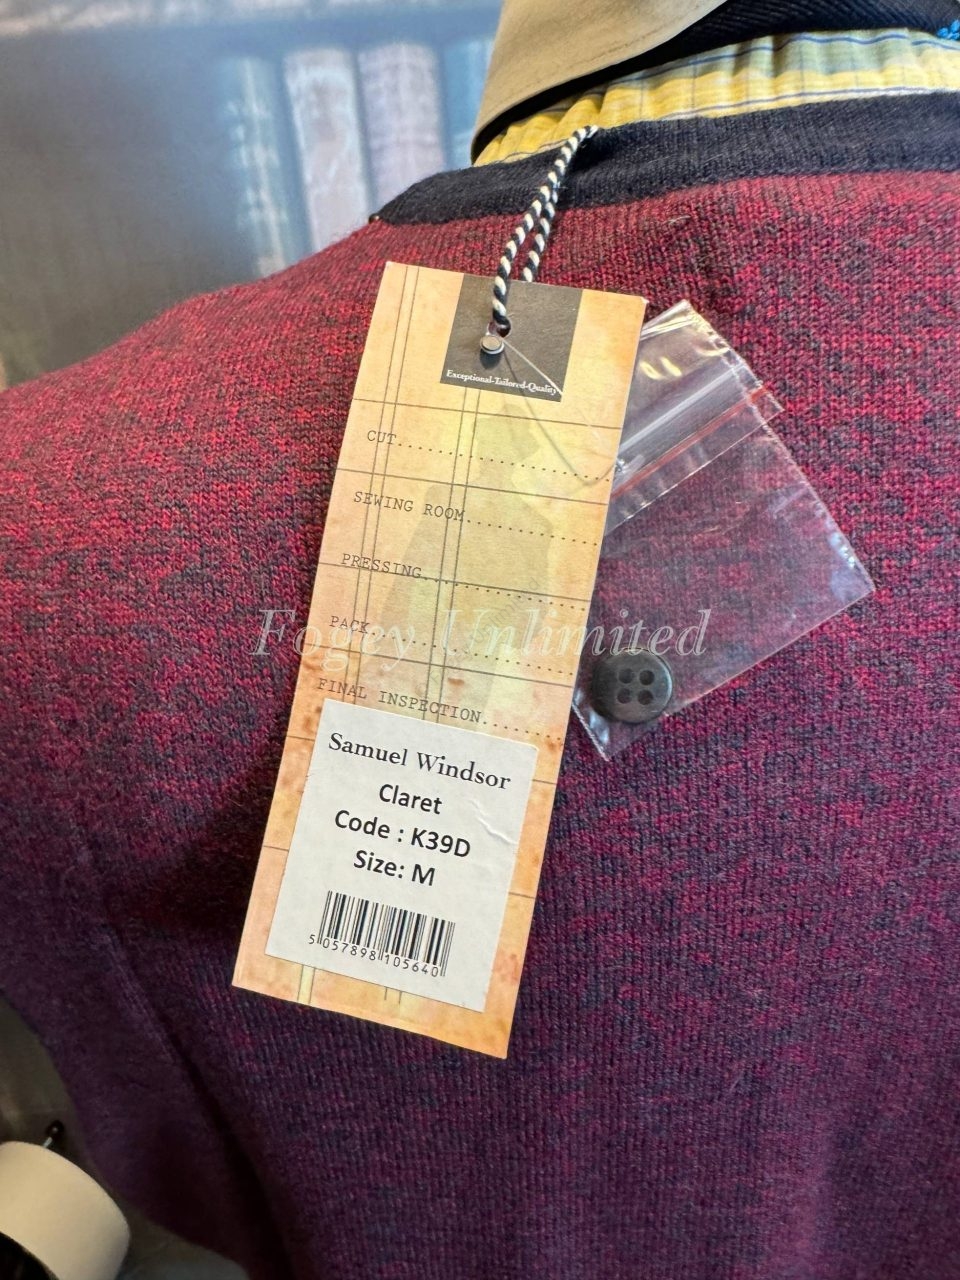 Exceptional-Tailored-Quality
CUT....................
SEWING ROOM.............
PRESSING................
PACK....................
FINAL INSPECTION.......
Samuel Windsor
Claret
Code : K39D
Size: M
5 057898 105640
Fogey Unlimited